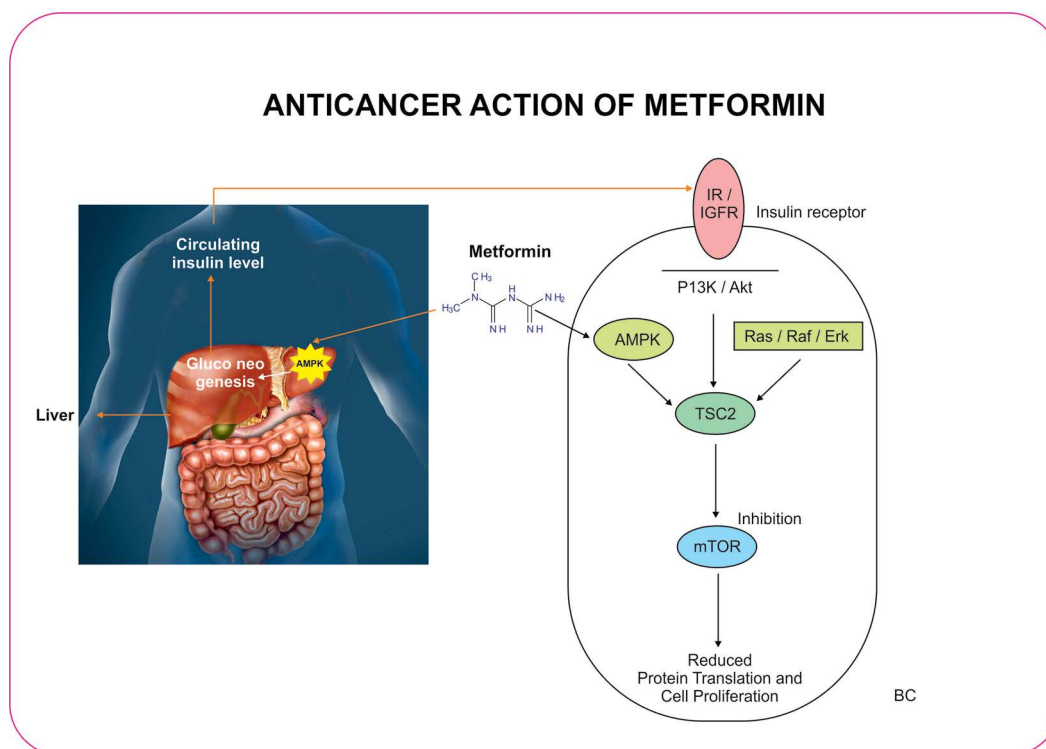 ANTICANCER ACTION OF METFORMIN
IR /
IGFR
Insulin receptor
Circulating
insulin level
Metformin
CH₃
H₃C
N
H
N
NH₂
NH
NH
P13K / Akt
AMPK
Ras / Raf / Erk
Gluco neo
genesis
AMPK
Liver
TSC2
Inhibition
mTOR
Reduced
Protein Translation and
Cell Proliferation
BC